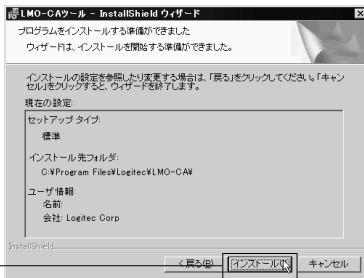 LMO-CAツール - InstallShield ウィザード
プログラムをインストールする準備ができました
ウィザードは、インストールを開始する準備ができました。
インストールの設定を参照したり変更する場合は、「戻る」をクリックしてください。「キャン
セル」をクリックすると、ウィザードを終了します。
現在の設定:
セットアップ タイプ:
標準
インストール先フォルダ:
C:¥Program Files¥Logitec¥LMO-CA¥
ユーザ情報:
名前:
会社: Logitec Corp
InstallShield
< 戻る(B) インストール(I) キャンセル